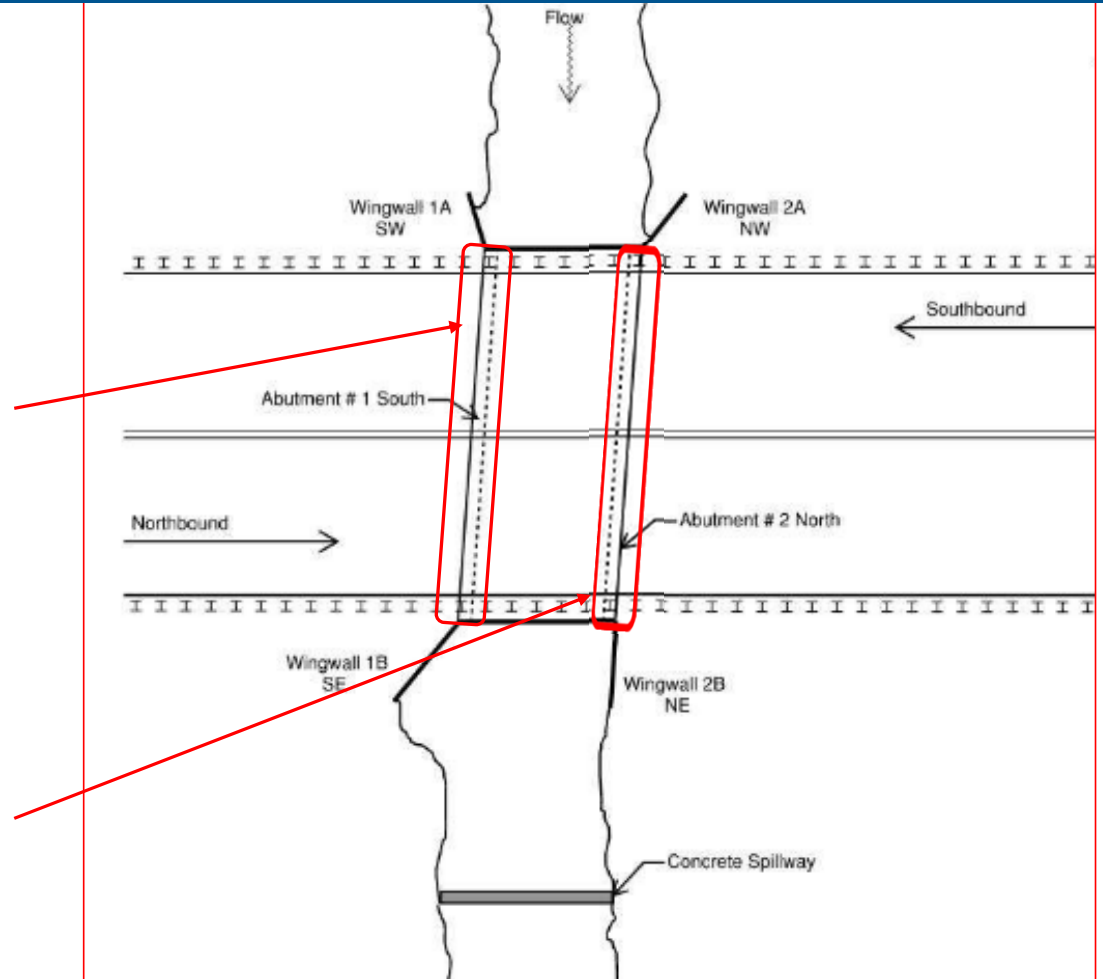 Flow
Wingwall 1A
SW
Wingwall 2A
NW
Southbound
Abutment # 1 South
Northbound
Abutment # 2 North
Wingwall 1B
SE
Wingwall 2B
NE
Concrete Spillway